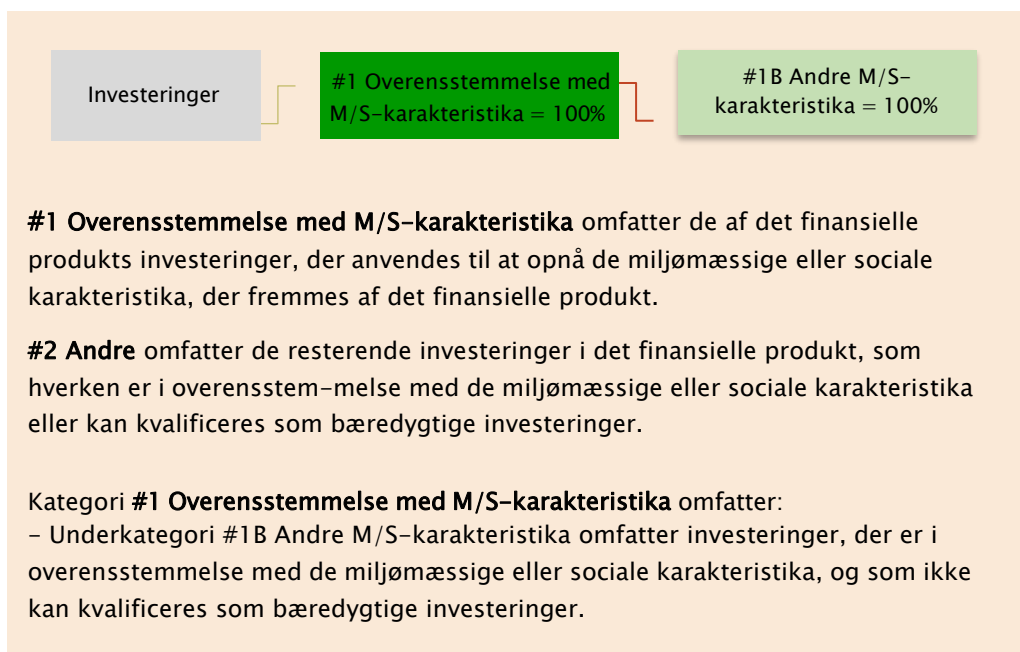 Investeringer
#1 Overensstemmelse med
M/S-karakteristika = 100%
#1B Andre M/S-
karakteristika = 100%
#1 Overensstemmelse med M/S-karakteristika omfatter de af det finansielle
produkts investeringer, der anvendes til at opnå de miljømæssige eller sociale
karakteristika, der fremmes af det finansielle produkt.
#2 Andre omfatter de resterende investeringer i det finansielle produkt, som
hverken er i overensstem-melse med de miljømæssige eller sociale karakteristika
eller kan kvalificeres som bæredygtige investeringer.
Kategori #1 Overensstemmelse med M/S-karakteristika omfatter:
- Underkategori #1B Andre M/S-karakteristika omfatter investeringer, der er i
overensstemmelse med de miljømæssige eller sociale karakteristika, og som ikke
kan kvalificeres som bæredygtige investeringer.